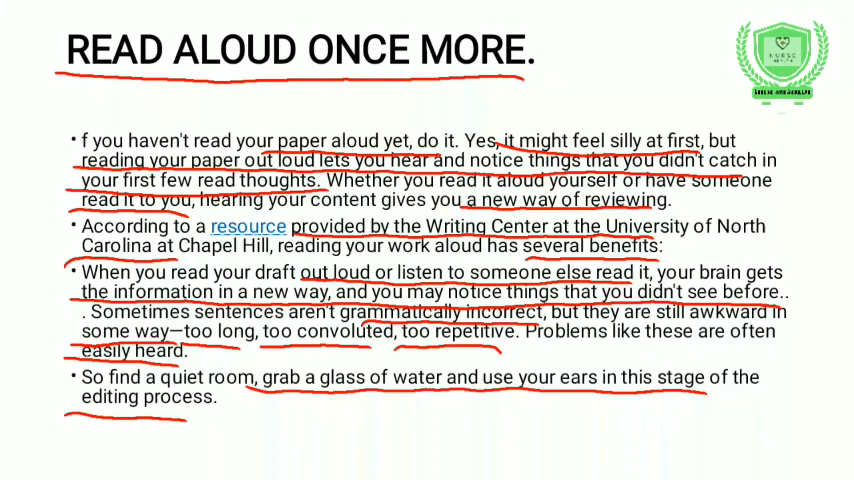 READ ALOUD ONCE MORE.
NURSE
• f you haven't read your paper aloud yet, do it. Yes, it might feel silly at first, but
reading your paper out loud lets you hear and notice things that you didn't catch in
your first few read thoughts. Whether you read it aloud yourself or have someone
read it to you, hearing your content gives you a new way of reviewing.
• According to a resource provided by the Writing Center at the University of North
Carolina at Chapel Hill, reading your work aloud has several benefits:
• When you read your draft out loud or listen to someone else read it, your brain gets
the information in a new way, and you may notice things that you didn't see before..
. Sometimes sentences aren't grammatically incorrect, but they are still awkward in
some way—too long, too convoluted, too repetitive. Problems like these are often
easily heard.
• So find a quiet room, grab a glass of water and use your ears in this stage of the
editing process.